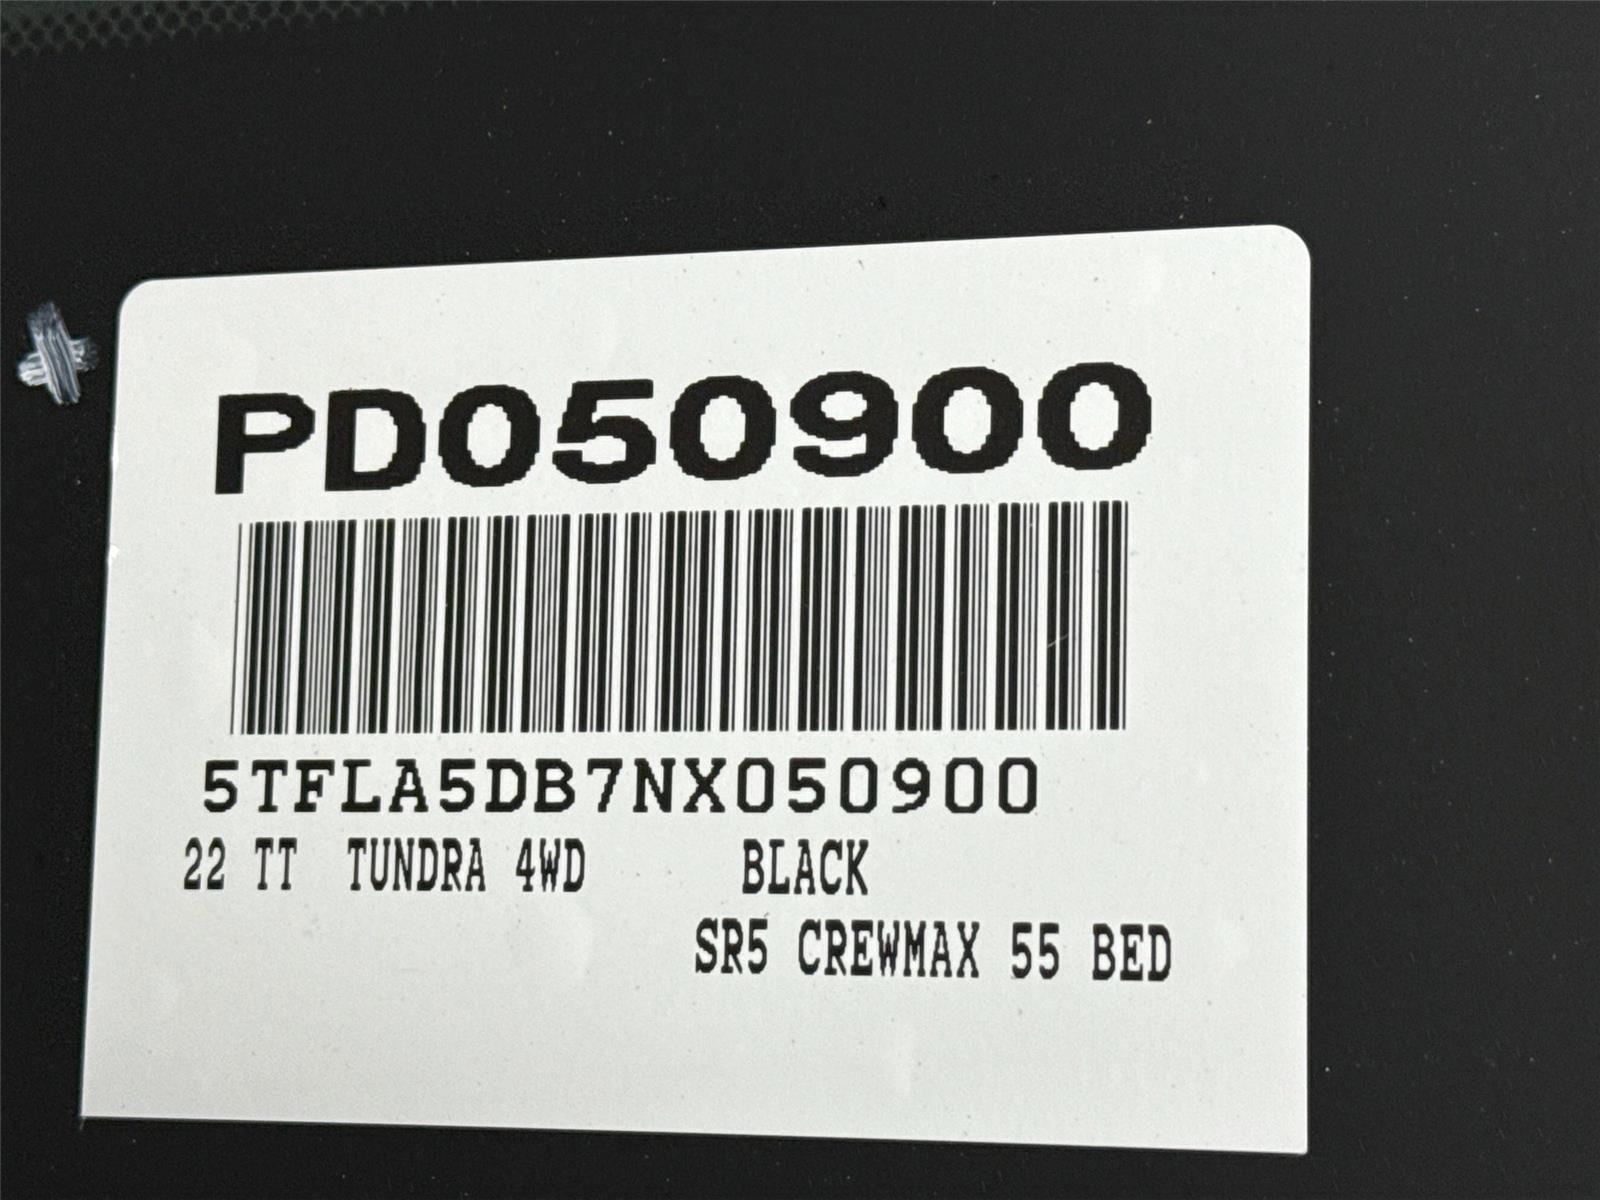 PD050900
5TFLA5DB7NX050900
22 TT TUNDRA 4WD BLACK
SR5 CREWMAX 55 BED